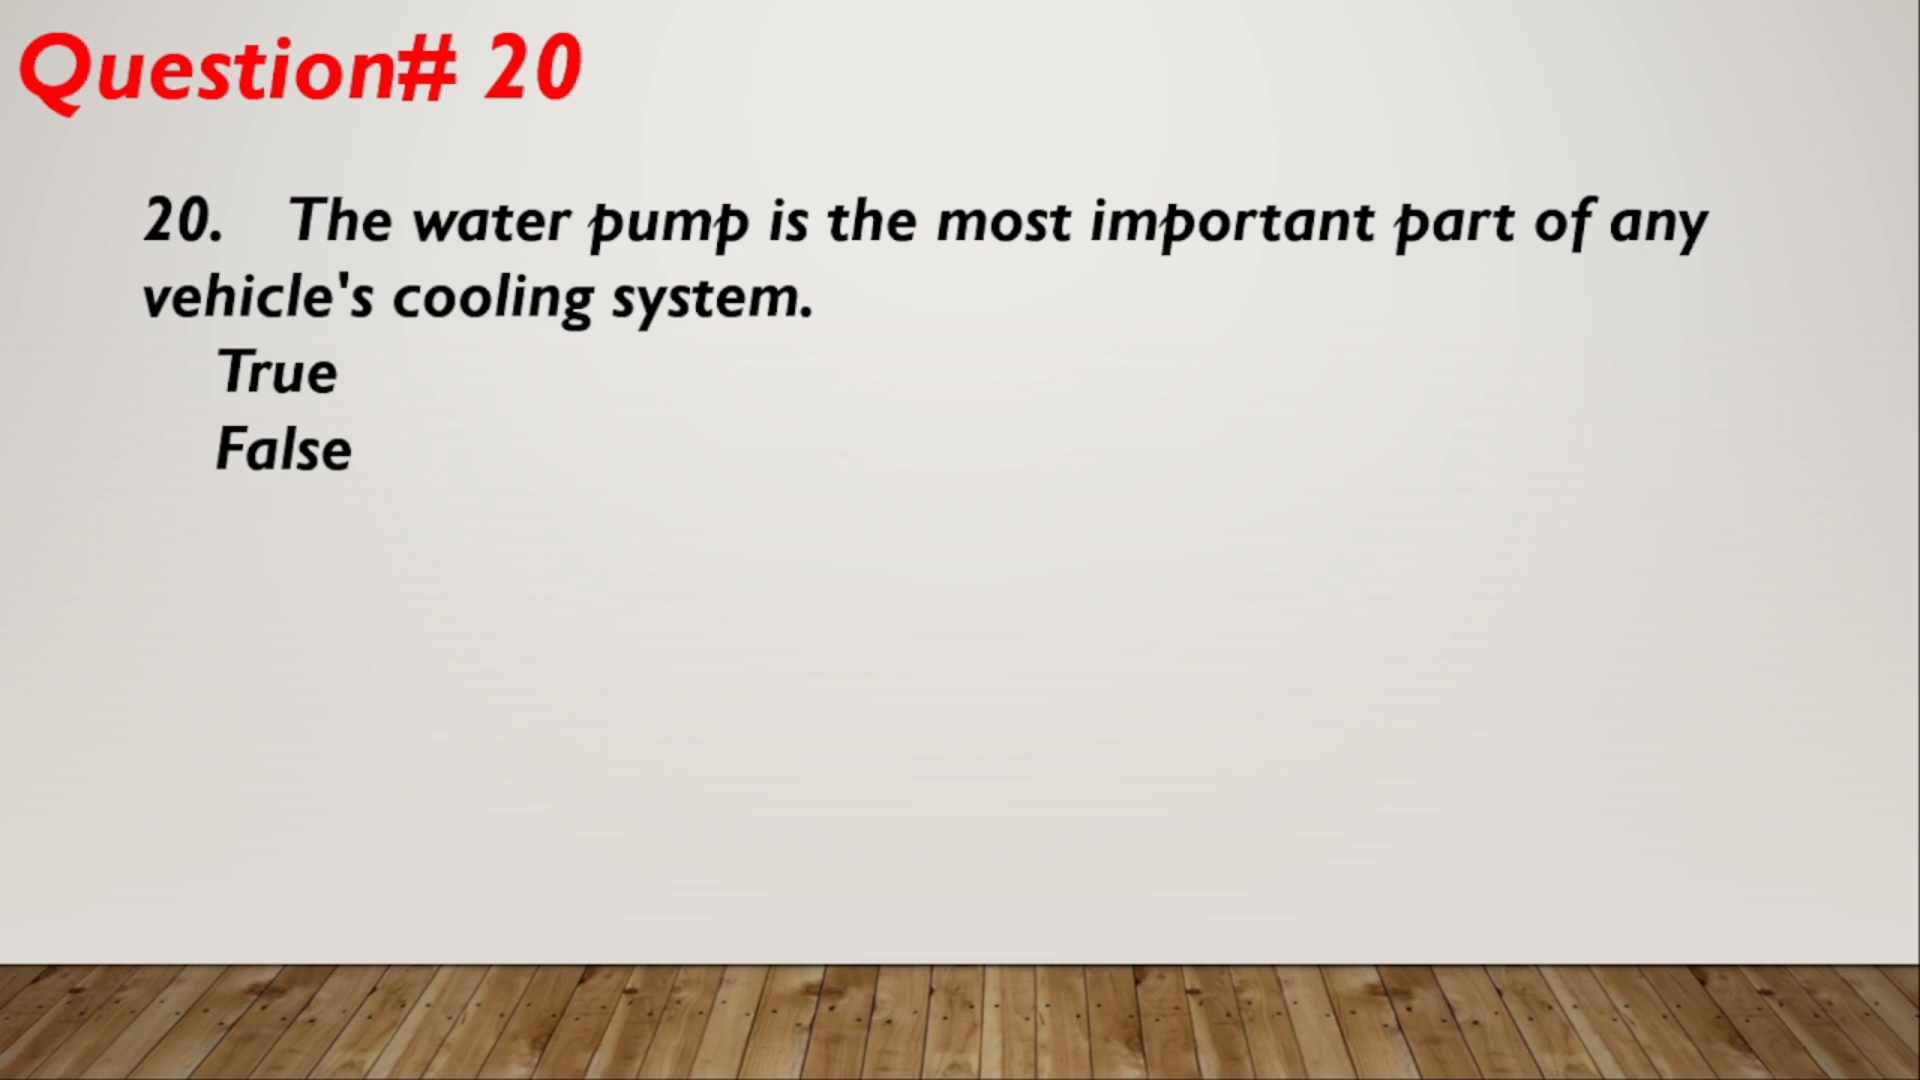 Question# 20
20. The water pump is the most important part of any
vehicle's cooling system.
True
False